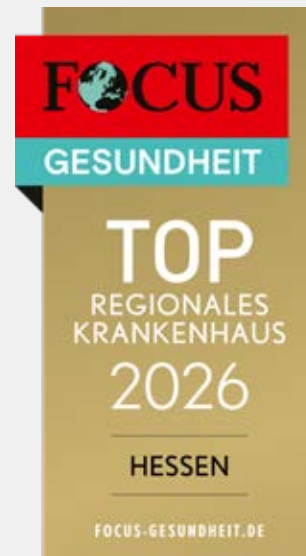 FOCUS
GESUNDHEIT
TOP
REGIONALES
KRANKENHAUS
2026
HESSEN
FOCUS-GESUNDHEIT.DE